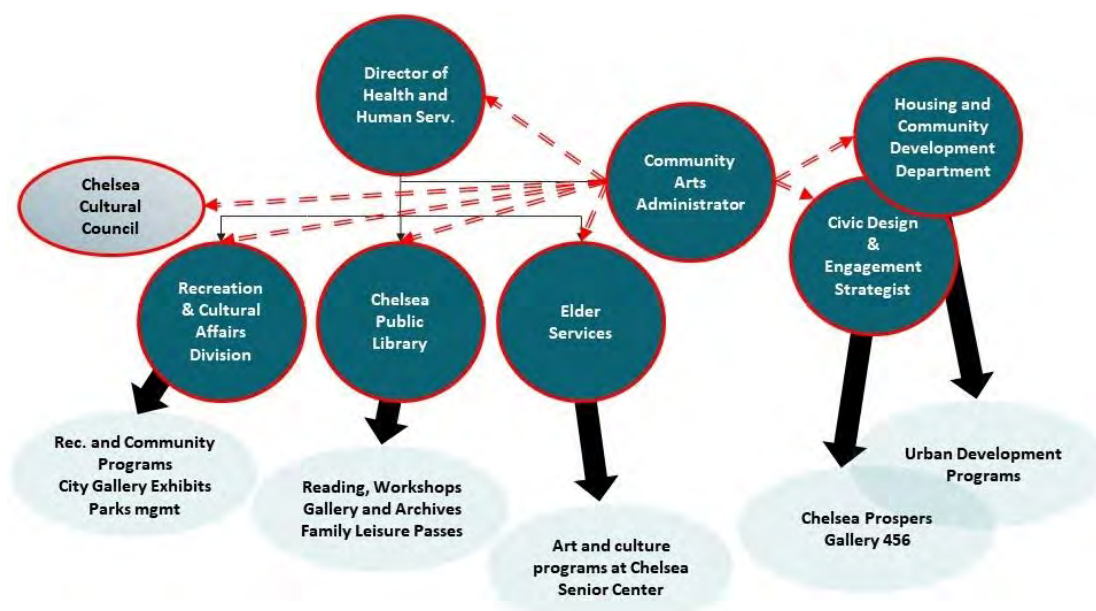 Director of
Health and
Human Serv.
Housing and
Community
Development
Department
Community
Arts
Administrator
Chelsea
Cultural
Council
Civic Design
&
Engagement
Strategist
Recreation
& Cultural
Affairs
Division
Chelsea
Public
Library
Elder
Services
Rec. and Community
Programs
City Gallery Exhibits
Parks mgmt
Reading, Workshops
Gallery and Archives
Family Leisure Passes
Art and culture
programs at Chelsea
Senior Center
Chelsea Prospers
Gallery 456
Urban Development
Programs